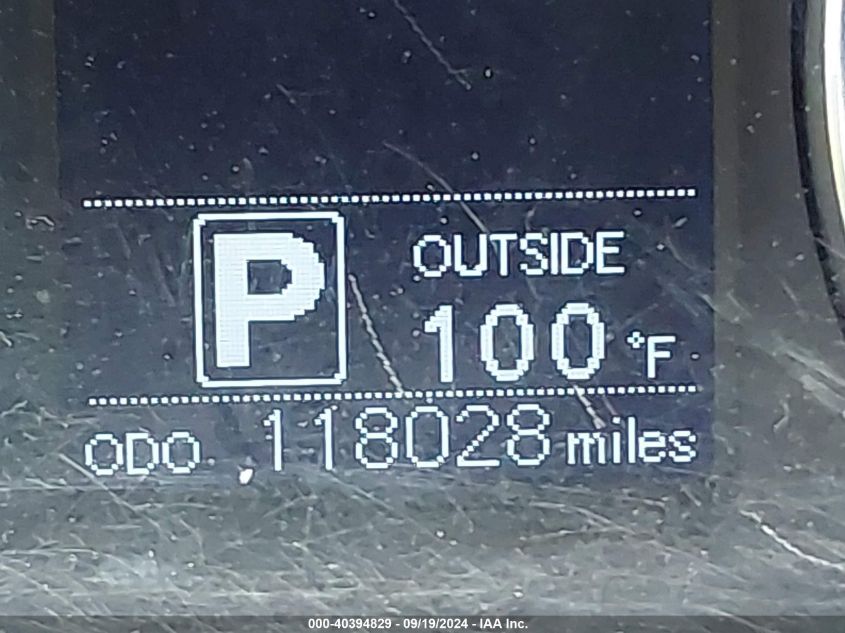 P
OUTSIDE
100 °F
ODO 118028 miles
000-40394829 - 09/19/2024 - IAA Inc.